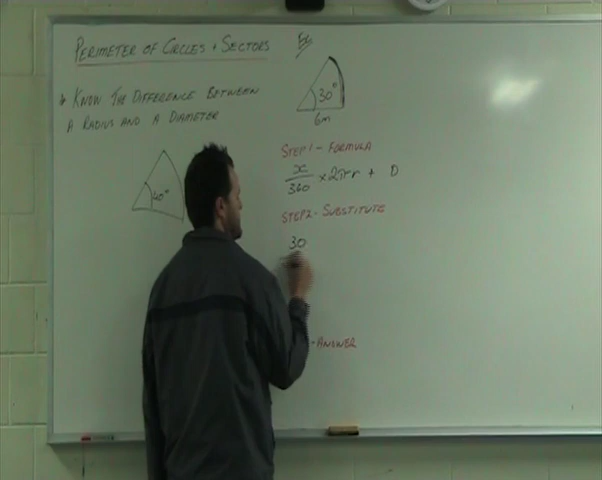 PERIMETER OF CIRCLES + SECTORS
KNOW THE DIFFERENCE BETWEEN
A RADIUS AND A DIAMETER
40°
Ex
30°
6m
STEP 1 - FORMULA
x/360 × 2πr + D
STEP 2 - SUBSTITUTE
30
- ANSWER